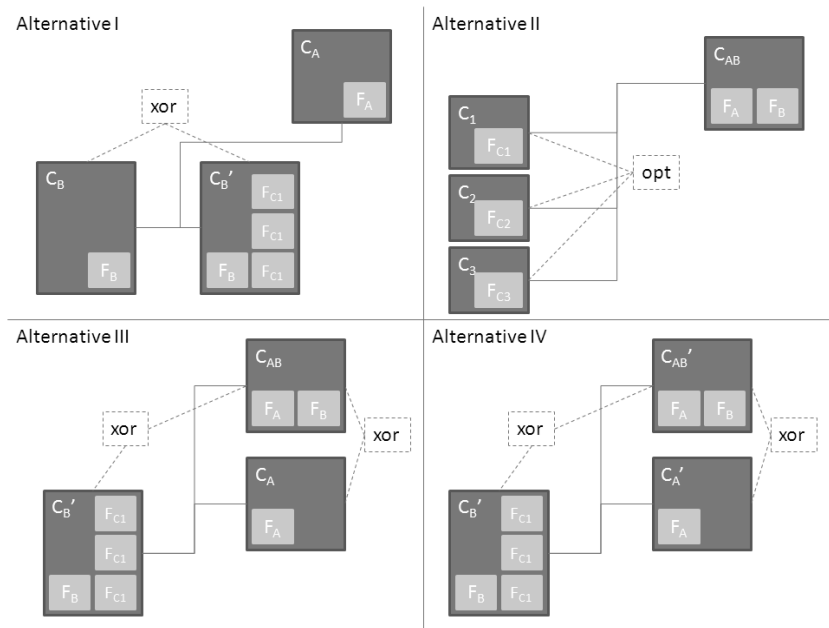 Alternative I
C_A
F_A
xor
C_B
F_B
C_B′
F_C1
F_C1
F_B F_C1
Alternative II
C_AB
F_A F_B
C_1
F_C1
C_2
F_C2
C_3
F_C3
opt
Alternative III
C_AB
F_A F_B
xor
xor
C_A
F_A
C_B′
F_C1
F_C1
F_B F_C1
Alternative IV
C_AB′
F_A F_B
xor
xor
C_A′
F_A
C_B′
F_C1
F_C1
F_B F_C1